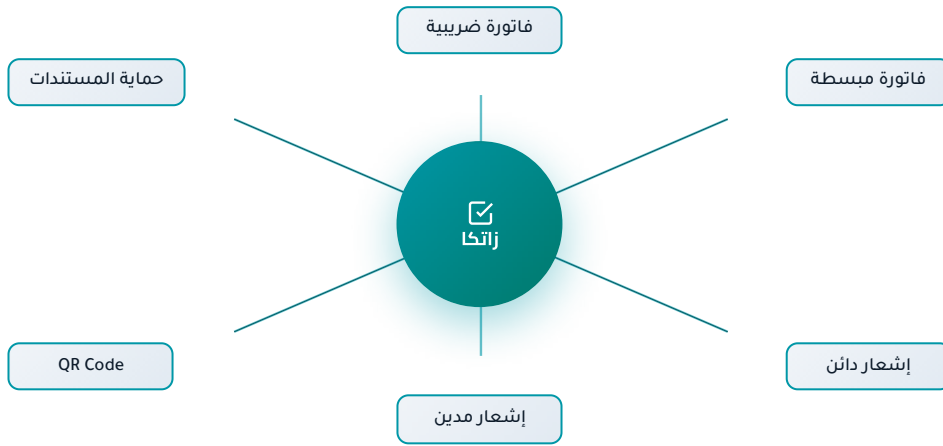 فاتورة ضريبية
فاتورة مبسطة
حماية المستندات
زاتكا
إشعار دائن
QR Code
إشعار مدين